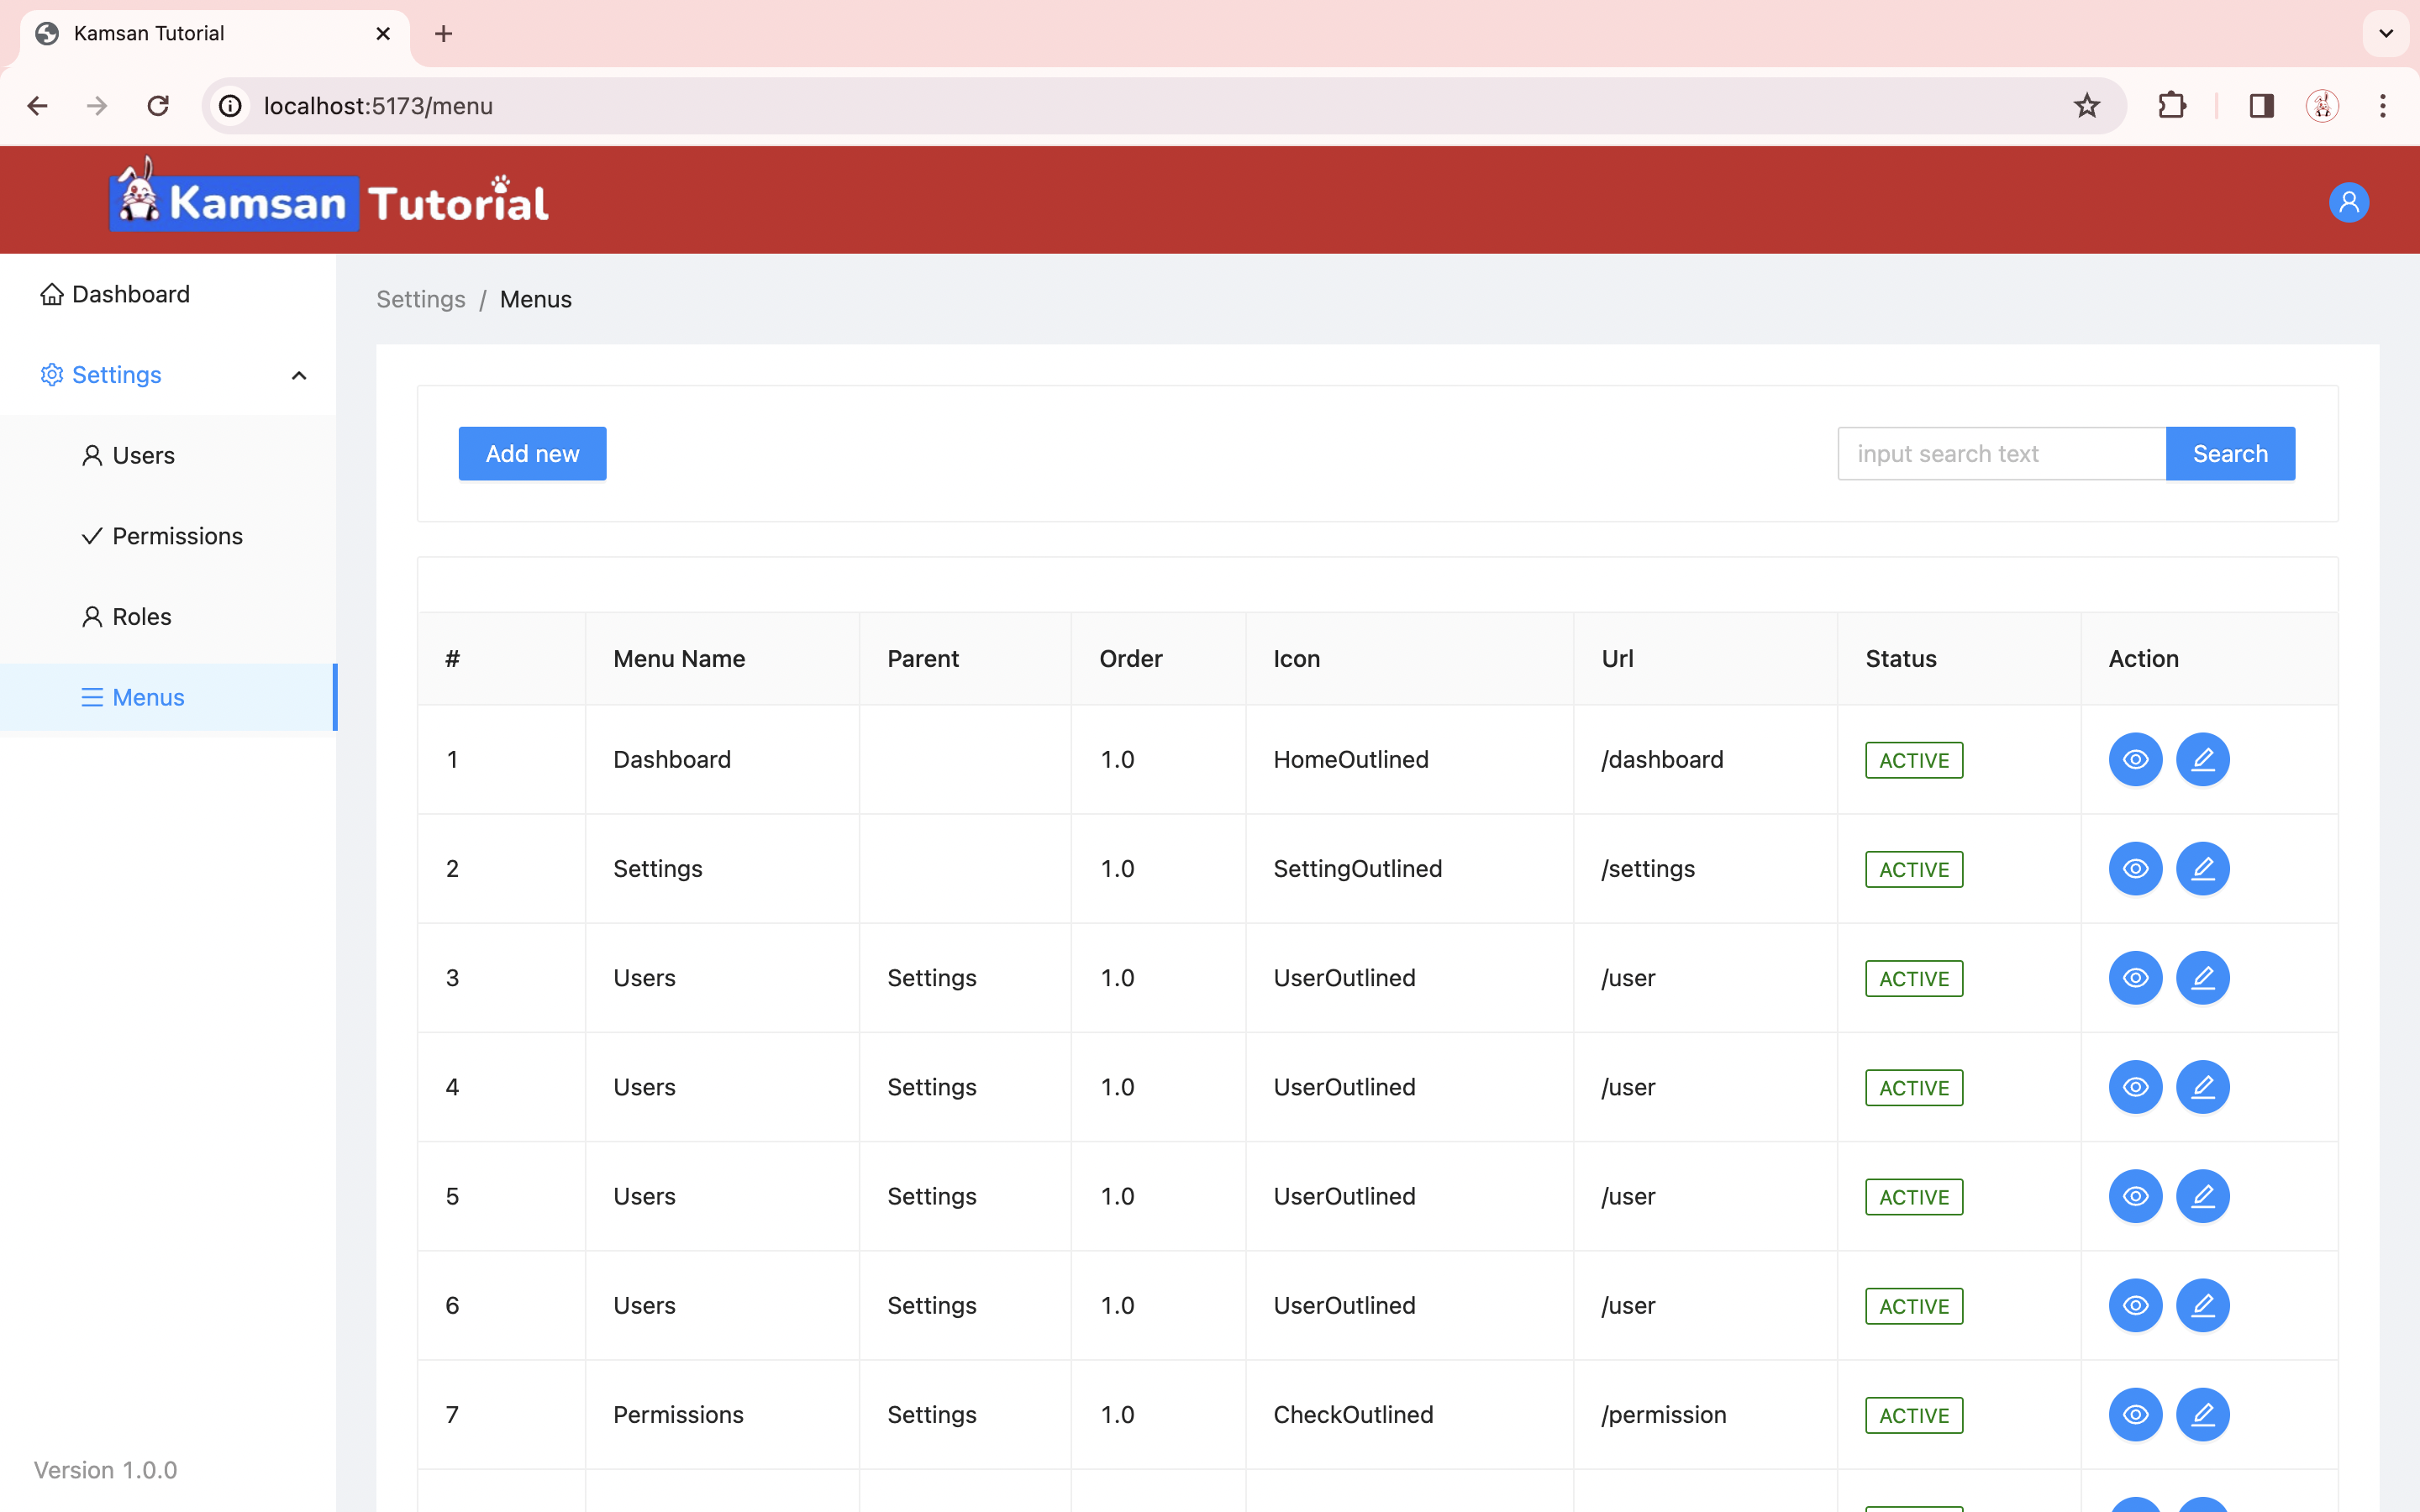 Kamsan Tutorial
localhost:5173/menu
Kamsan Tutorial
Dashboard
Settings
Users
Permissions
Roles
Menus
Version 1.0.0
Settings / Menus
Add new
input search text Search
# Menu Name Parent Order Icon Url Status Action
1 Dashboard 1.0 HomeOutlined /dashboard ACTIVE
2 Settings 1.0 SettingOutlined /settings ACTIVE
3 Users Settings 1.0 UserOutlined /user ACTIVE
4 Users Settings 1.0 UserOutlined /user ACTIVE
5 Users Settings 1.0 UserOutlined /user ACTIVE
6 Users Settings 1.0 UserOutlined /user ACTIVE
7 Permissions Settings 1.0 CheckOutlined /permission ACTIVE